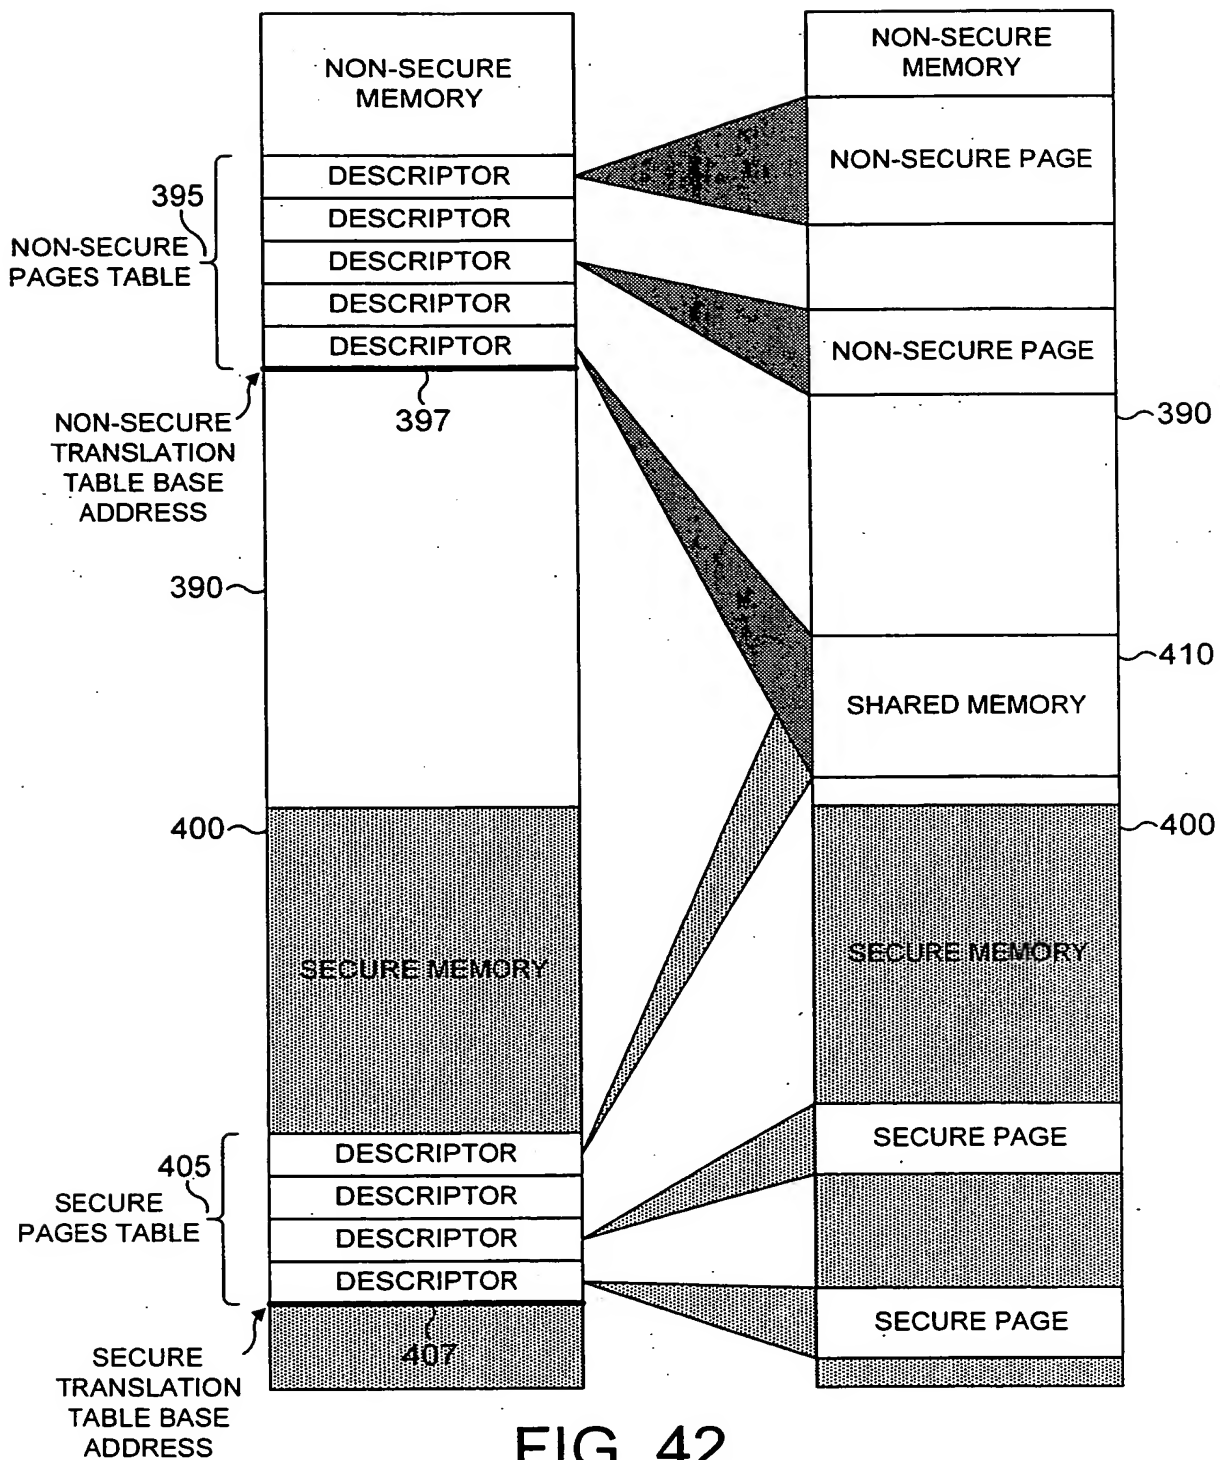 NON-SECURE
MEMORY
DESCRIPTOR
DESCRIPTOR
DESCRIPTOR
DESCRIPTOR
DESCRIPTOR
395
NON-SECURE
PAGES TABLE
397
NON-SECURE
TRANSLATION
TABLE BASE
ADDRESS
390
400
SECURE MEMORY
DESCRIPTOR
DESCRIPTOR
DESCRIPTOR
DESCRIPTOR
405
SECURE
PAGES TABLE
407
SECURE
TRANSLATION
TABLE BASE
ADDRESS
NON-SECURE
MEMORY
NON-SECURE PAGE
NON-SECURE PAGE
390
410
SHARED MEMORY
400
SECURE MEMORY
SECURE PAGE
SECURE PAGE
FIG. 42